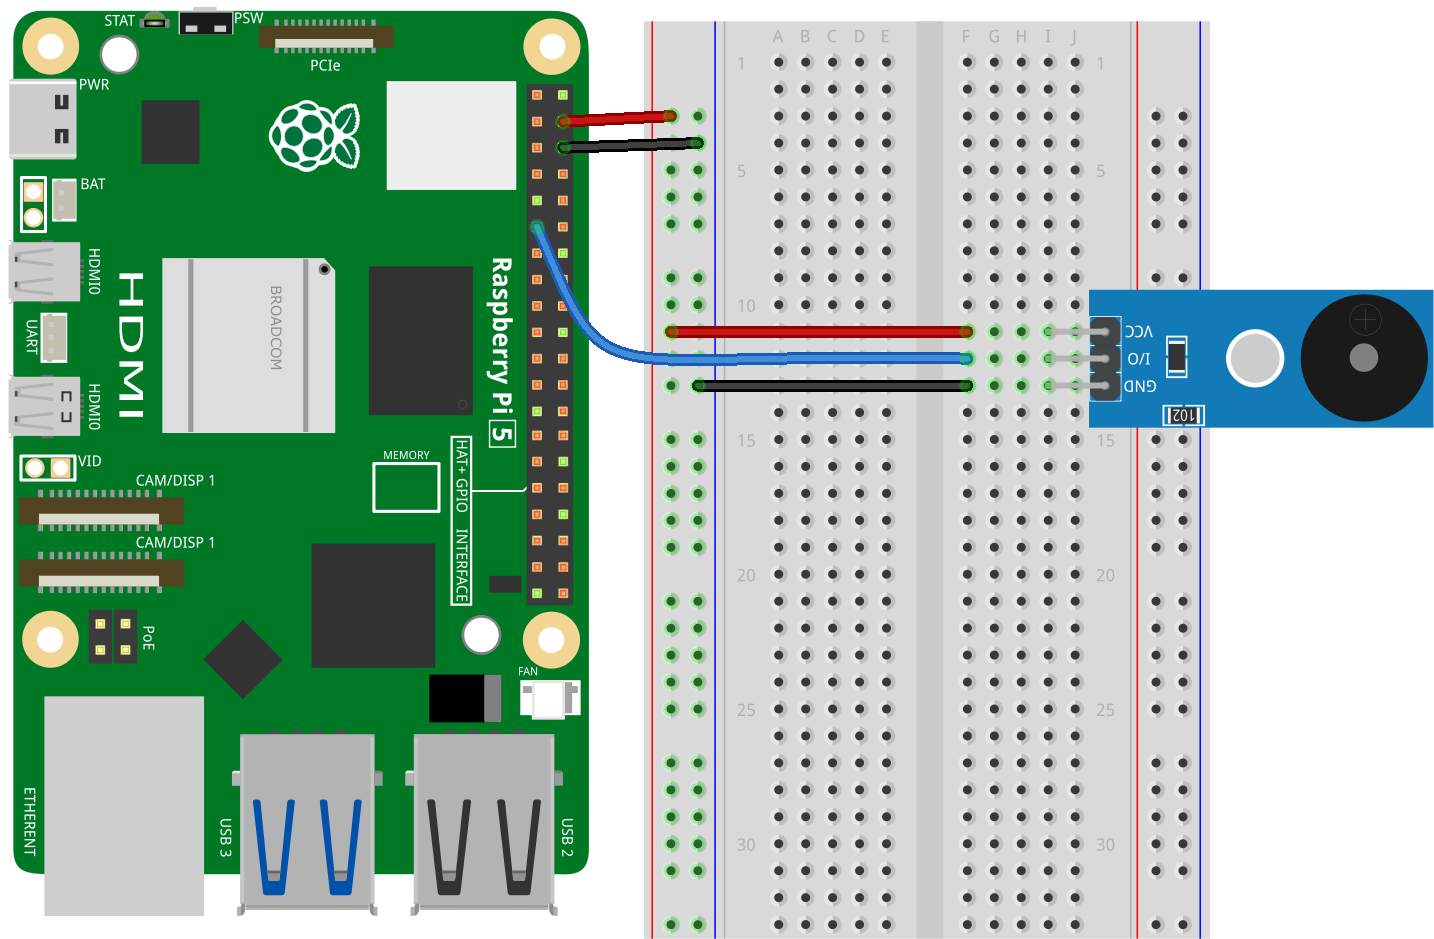 STAT
PSW
PCIe
PWR
BAT
HDMI0
HDMI
UART
HDMI0
BROADCOM
Raspberry Pi 5
VID
MEMORY
CAM/DISP 1
CAM/DISP 1
HAT+ GPIO INTERFACE
PoE
FAN
ETHERENT
USB 3
USB 2
A B C D E F G H I J
1 1
5 5
10
15 15
20 20
25 25
30 30
VCC
I/O
GND
102